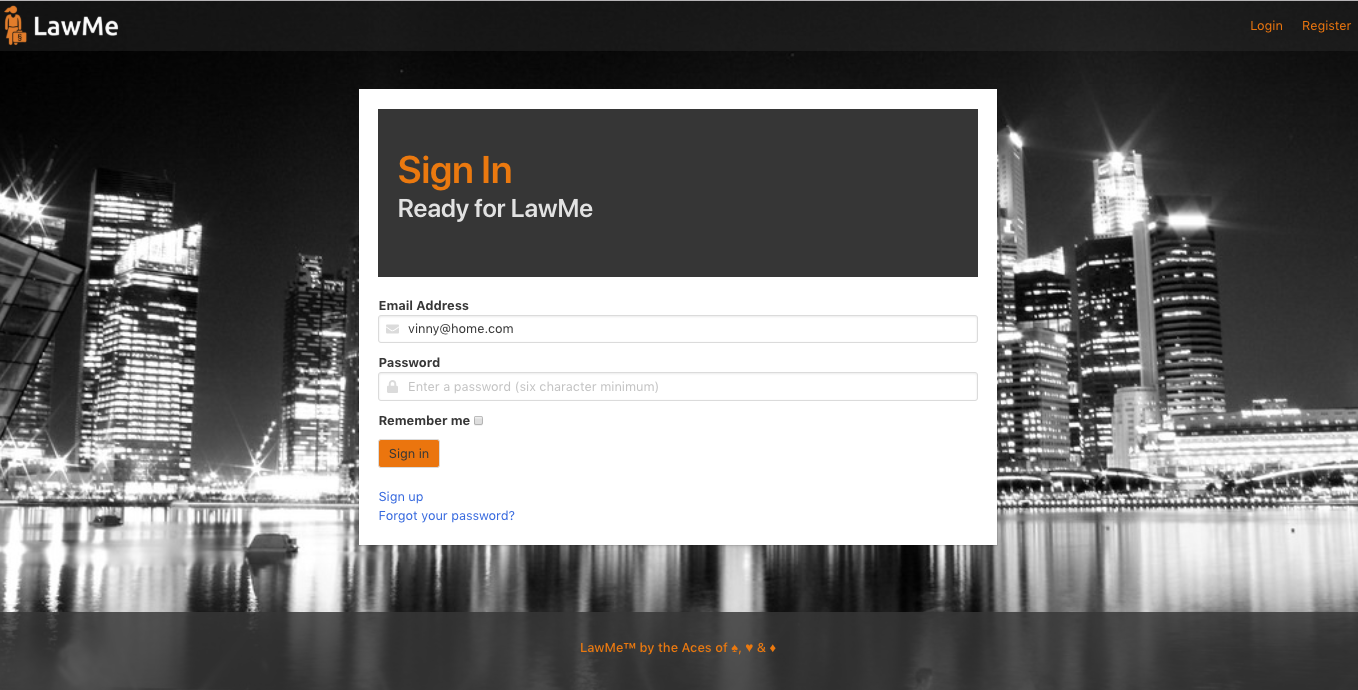 LawMe
Login Register
Sign In
Ready for LawMe
Email Address
vinny@home.com
Password
Enter a password (six character minimum)
Remember me
Sign in
Sign up
Forgot your password?
LawMe™ by the Aces of ♠, ♥ & ♦